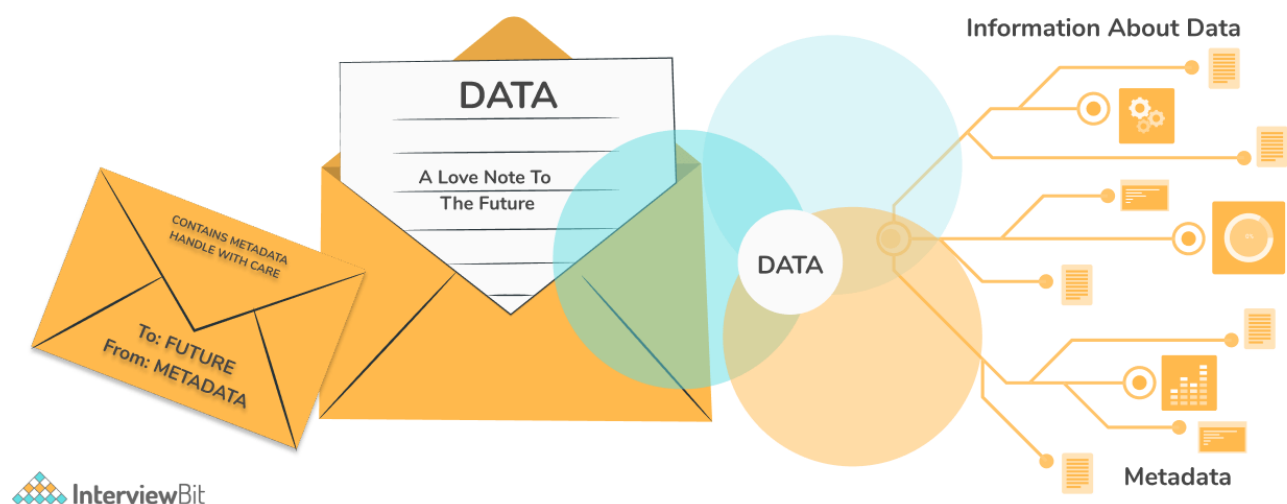 CONTAINS METADATA
HANDLE WITH CARE
To: FUTURE
From: METADATA
DATA
A Love Note To
The Future
DATA
Information About Data
Metadata
InterviewBit